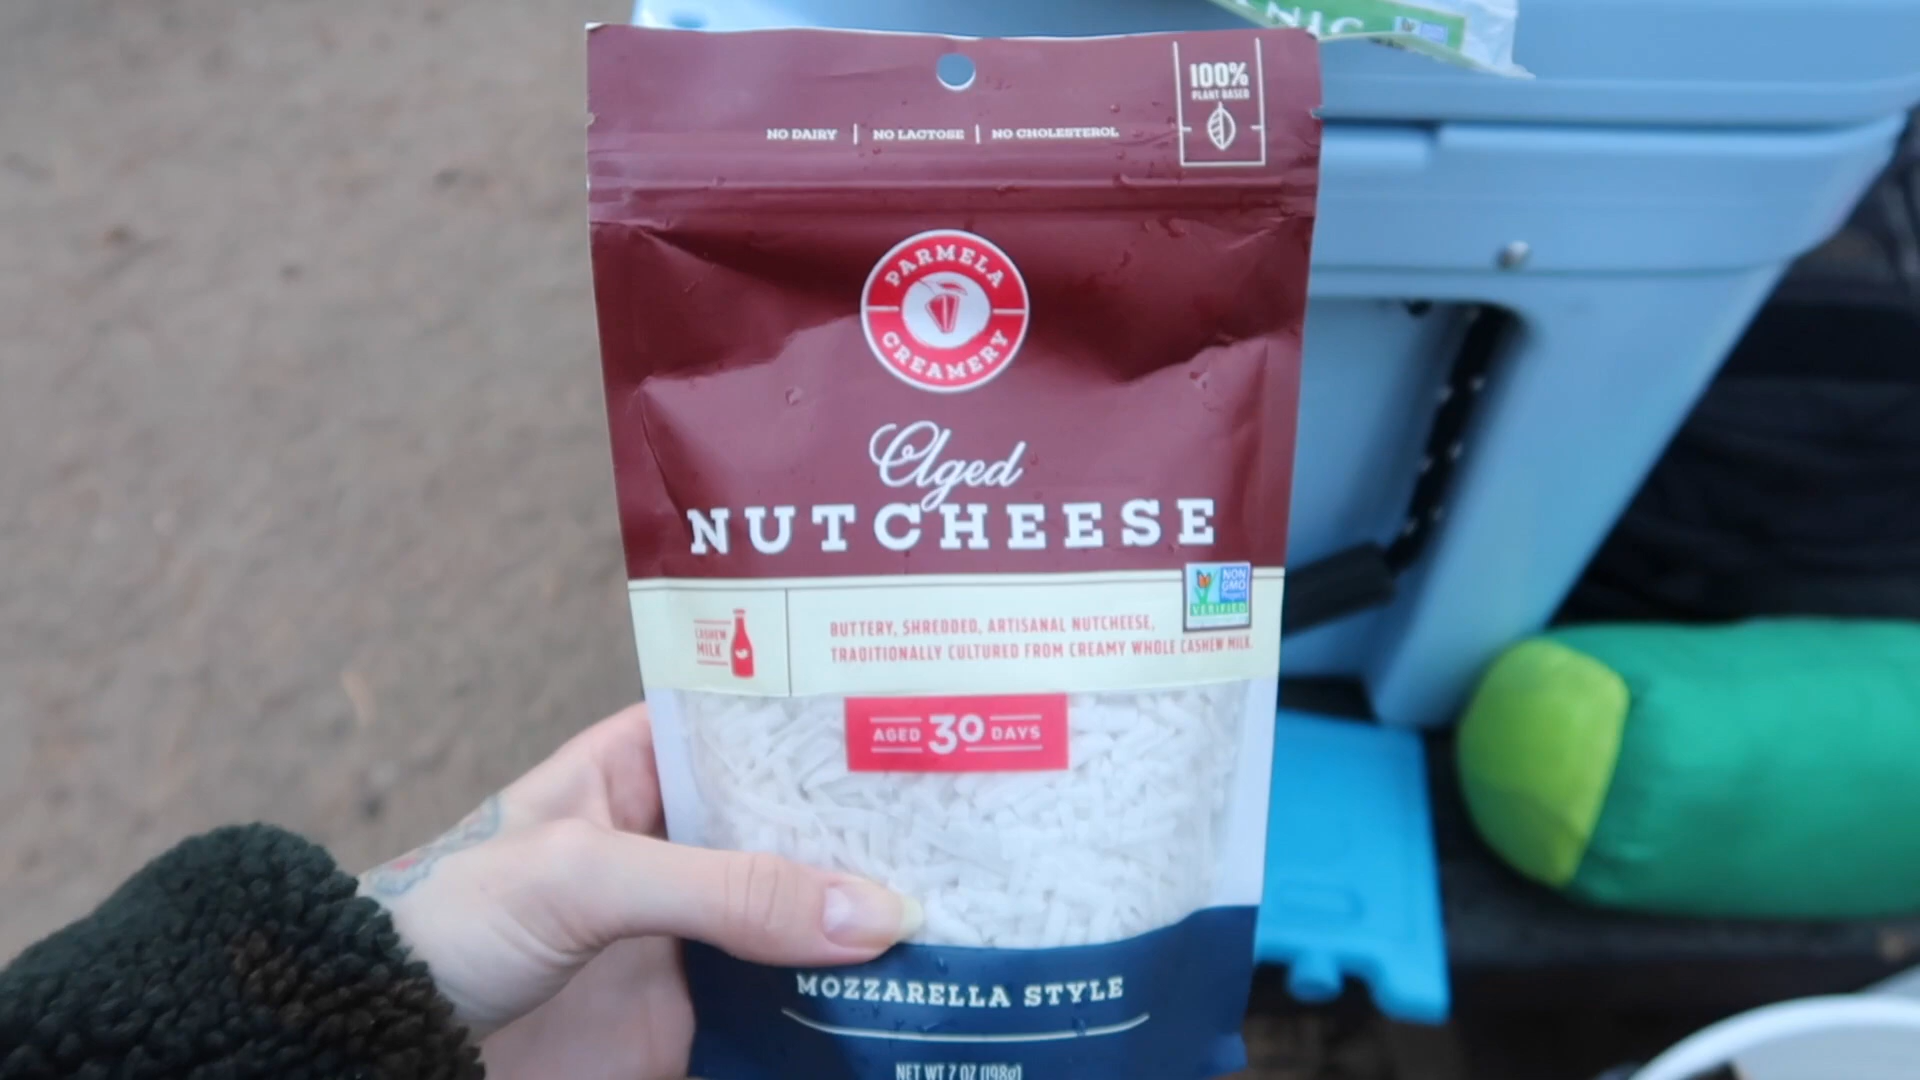 NIC
100%
PLANT BASED
NO DAIRY | NO LACTOSE | NO CHOLESTEROL
PARMELA
CREAMERY
Aged
NUTCHEESE
NON
GMO
Project
VERIFIED
CASHEW
MILK
BUTTERY, SHREDDED, ARTISANAL NUTCHEESE,
TRADITIONALLY CULTURED FROM CREAMY WHOLE CASHEW MILK.
AGED 30 DAYS
MOZZARELLA STYLE
NET WT 7 OZ (198g)